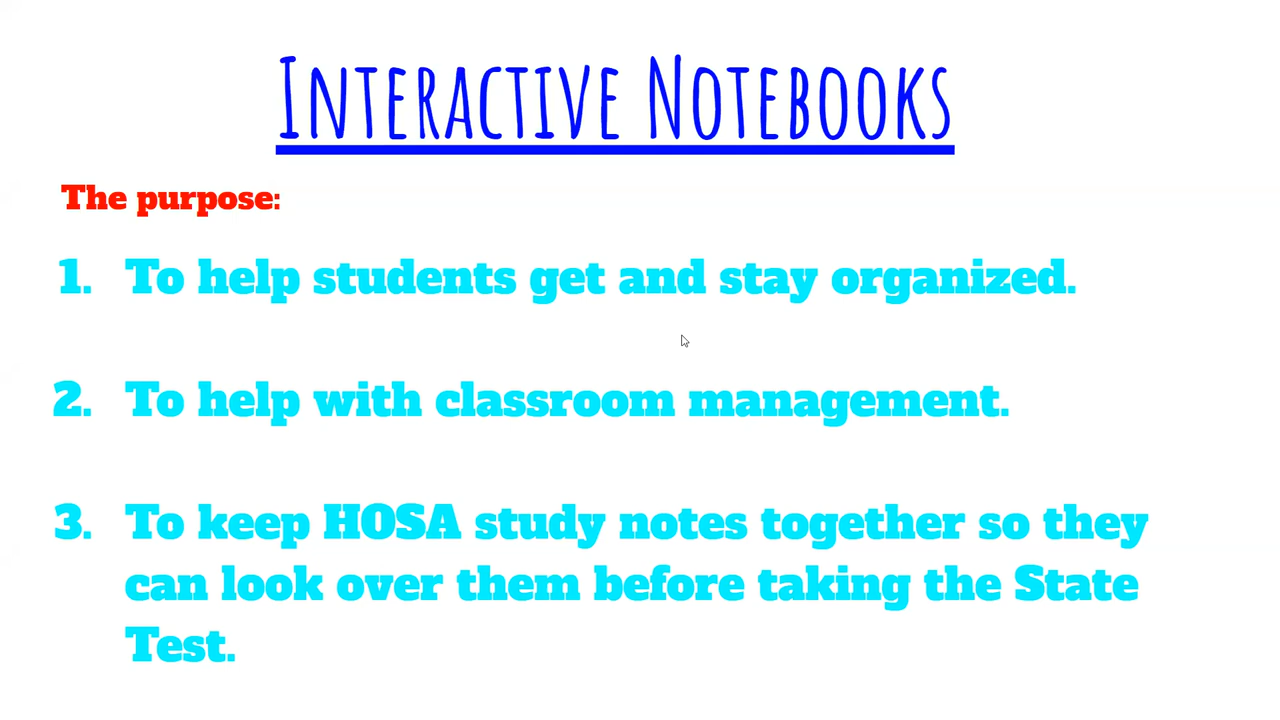 INTERACTIVE NOTEBOOKS
The purpose:
1. To help students get and stay organized.
2. To help with classroom management.
3. To keep HOSA study notes together so they
can look over them before taking the State
Test.